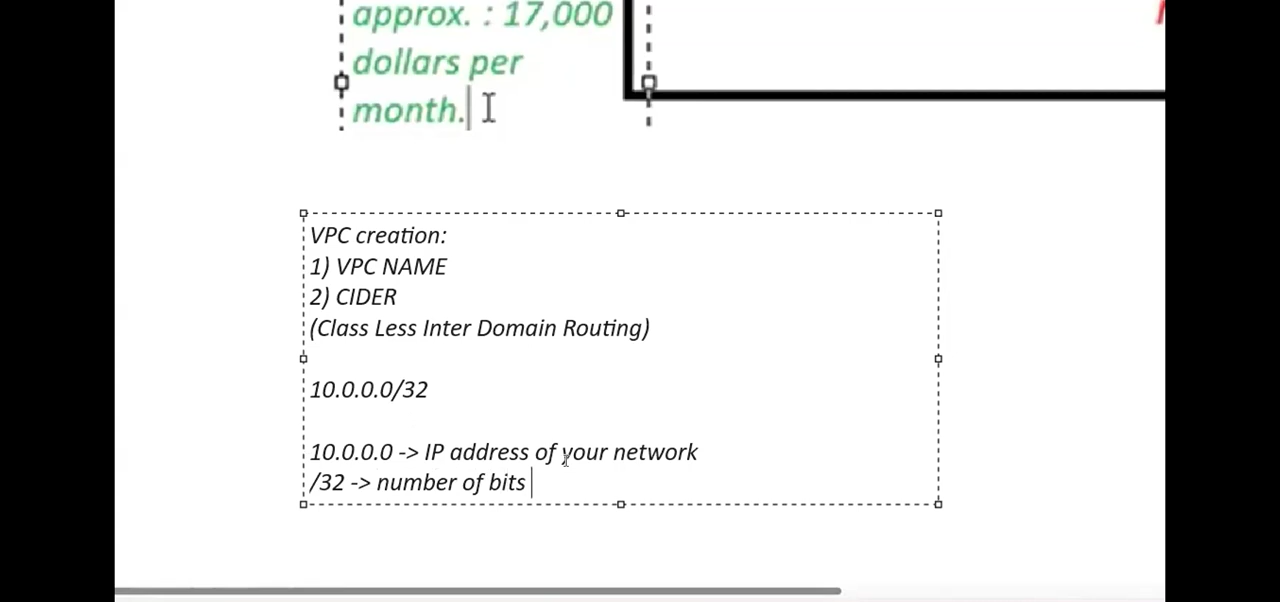 approx. : 17,000
dollars per
month.
VPC creation:
1) VPC NAME
2) CIDER
(Class Less Inter Domain Routing)
10.0.0.0/32
10.0.0.0 -> IP address of your network
/32 -> number of bits